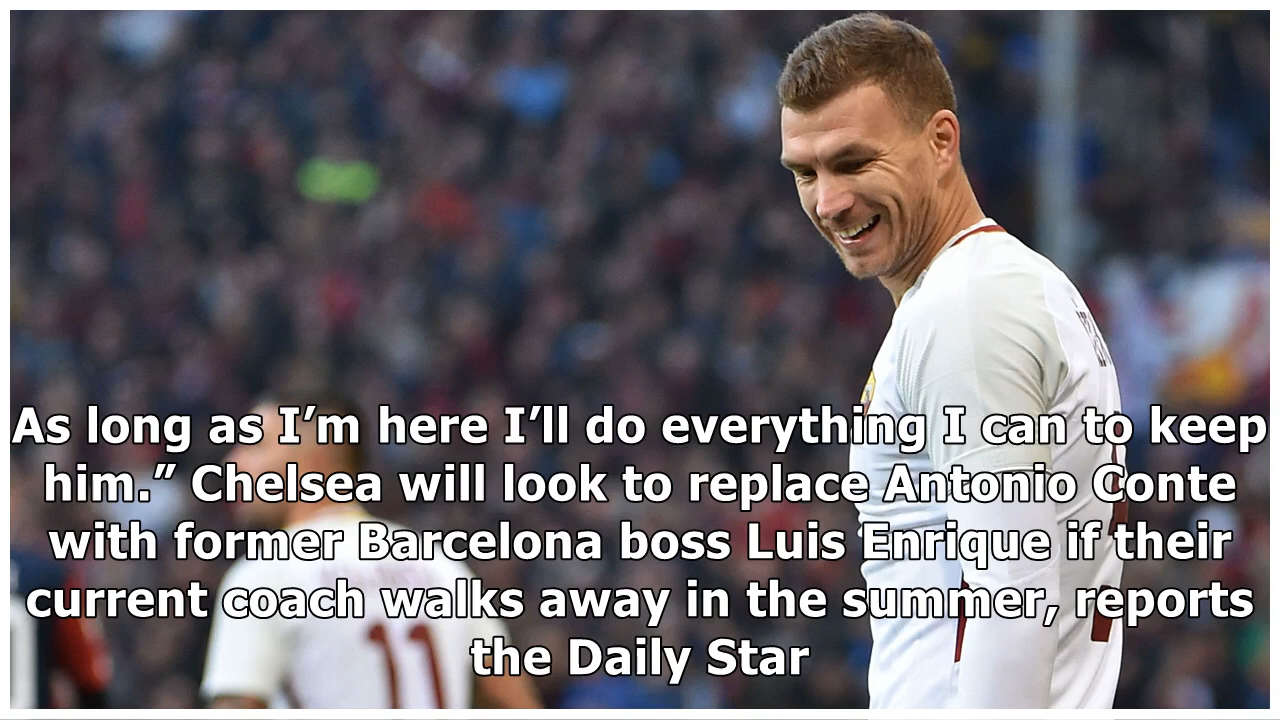 As long as I’m here I’ll do everything I can to keep
him.” Chelsea will look to replace Antonio Conte
with former Barcelona boss Luis Enrique if their
current coach walks away in the summer, reports
the Daily Star
11